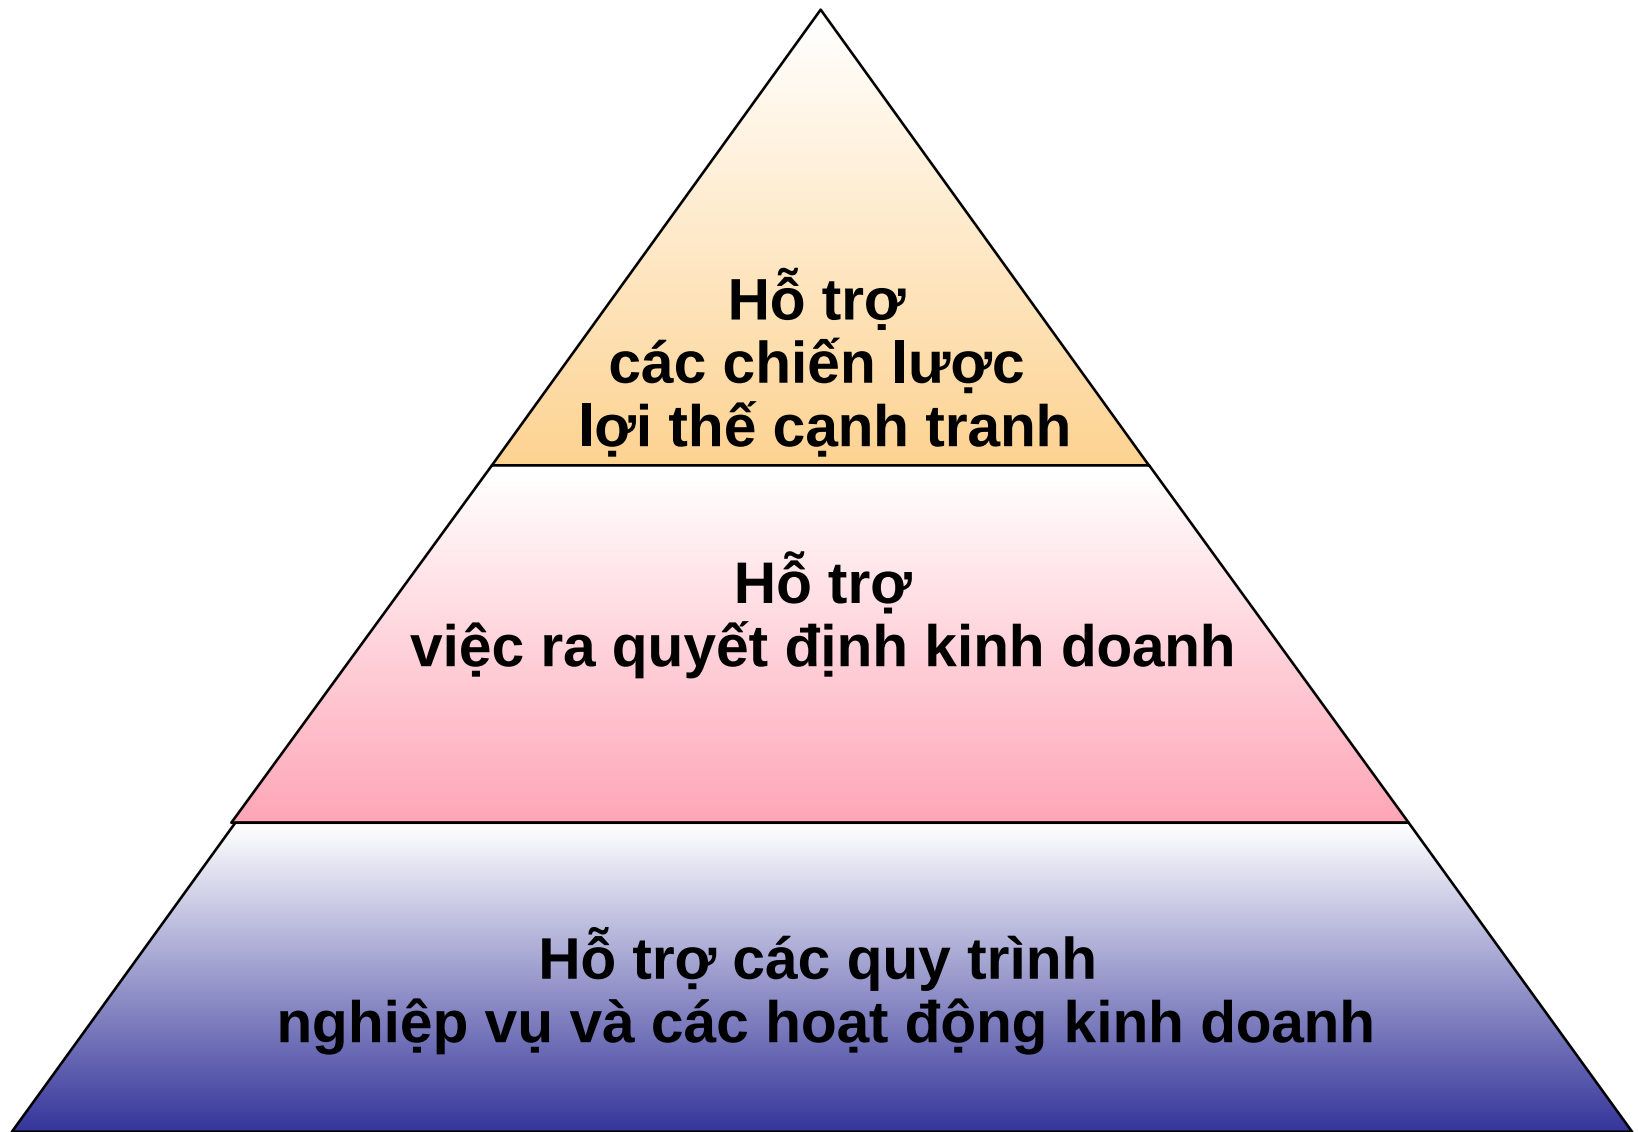 Hỗ trợ
các chiến lược
lợi thế cạnh tranh
Hỗ trợ
việc ra quyết định kinh doanh
Hỗ trợ các quy trình
nghiệp vụ và các hoạt động kinh doanh